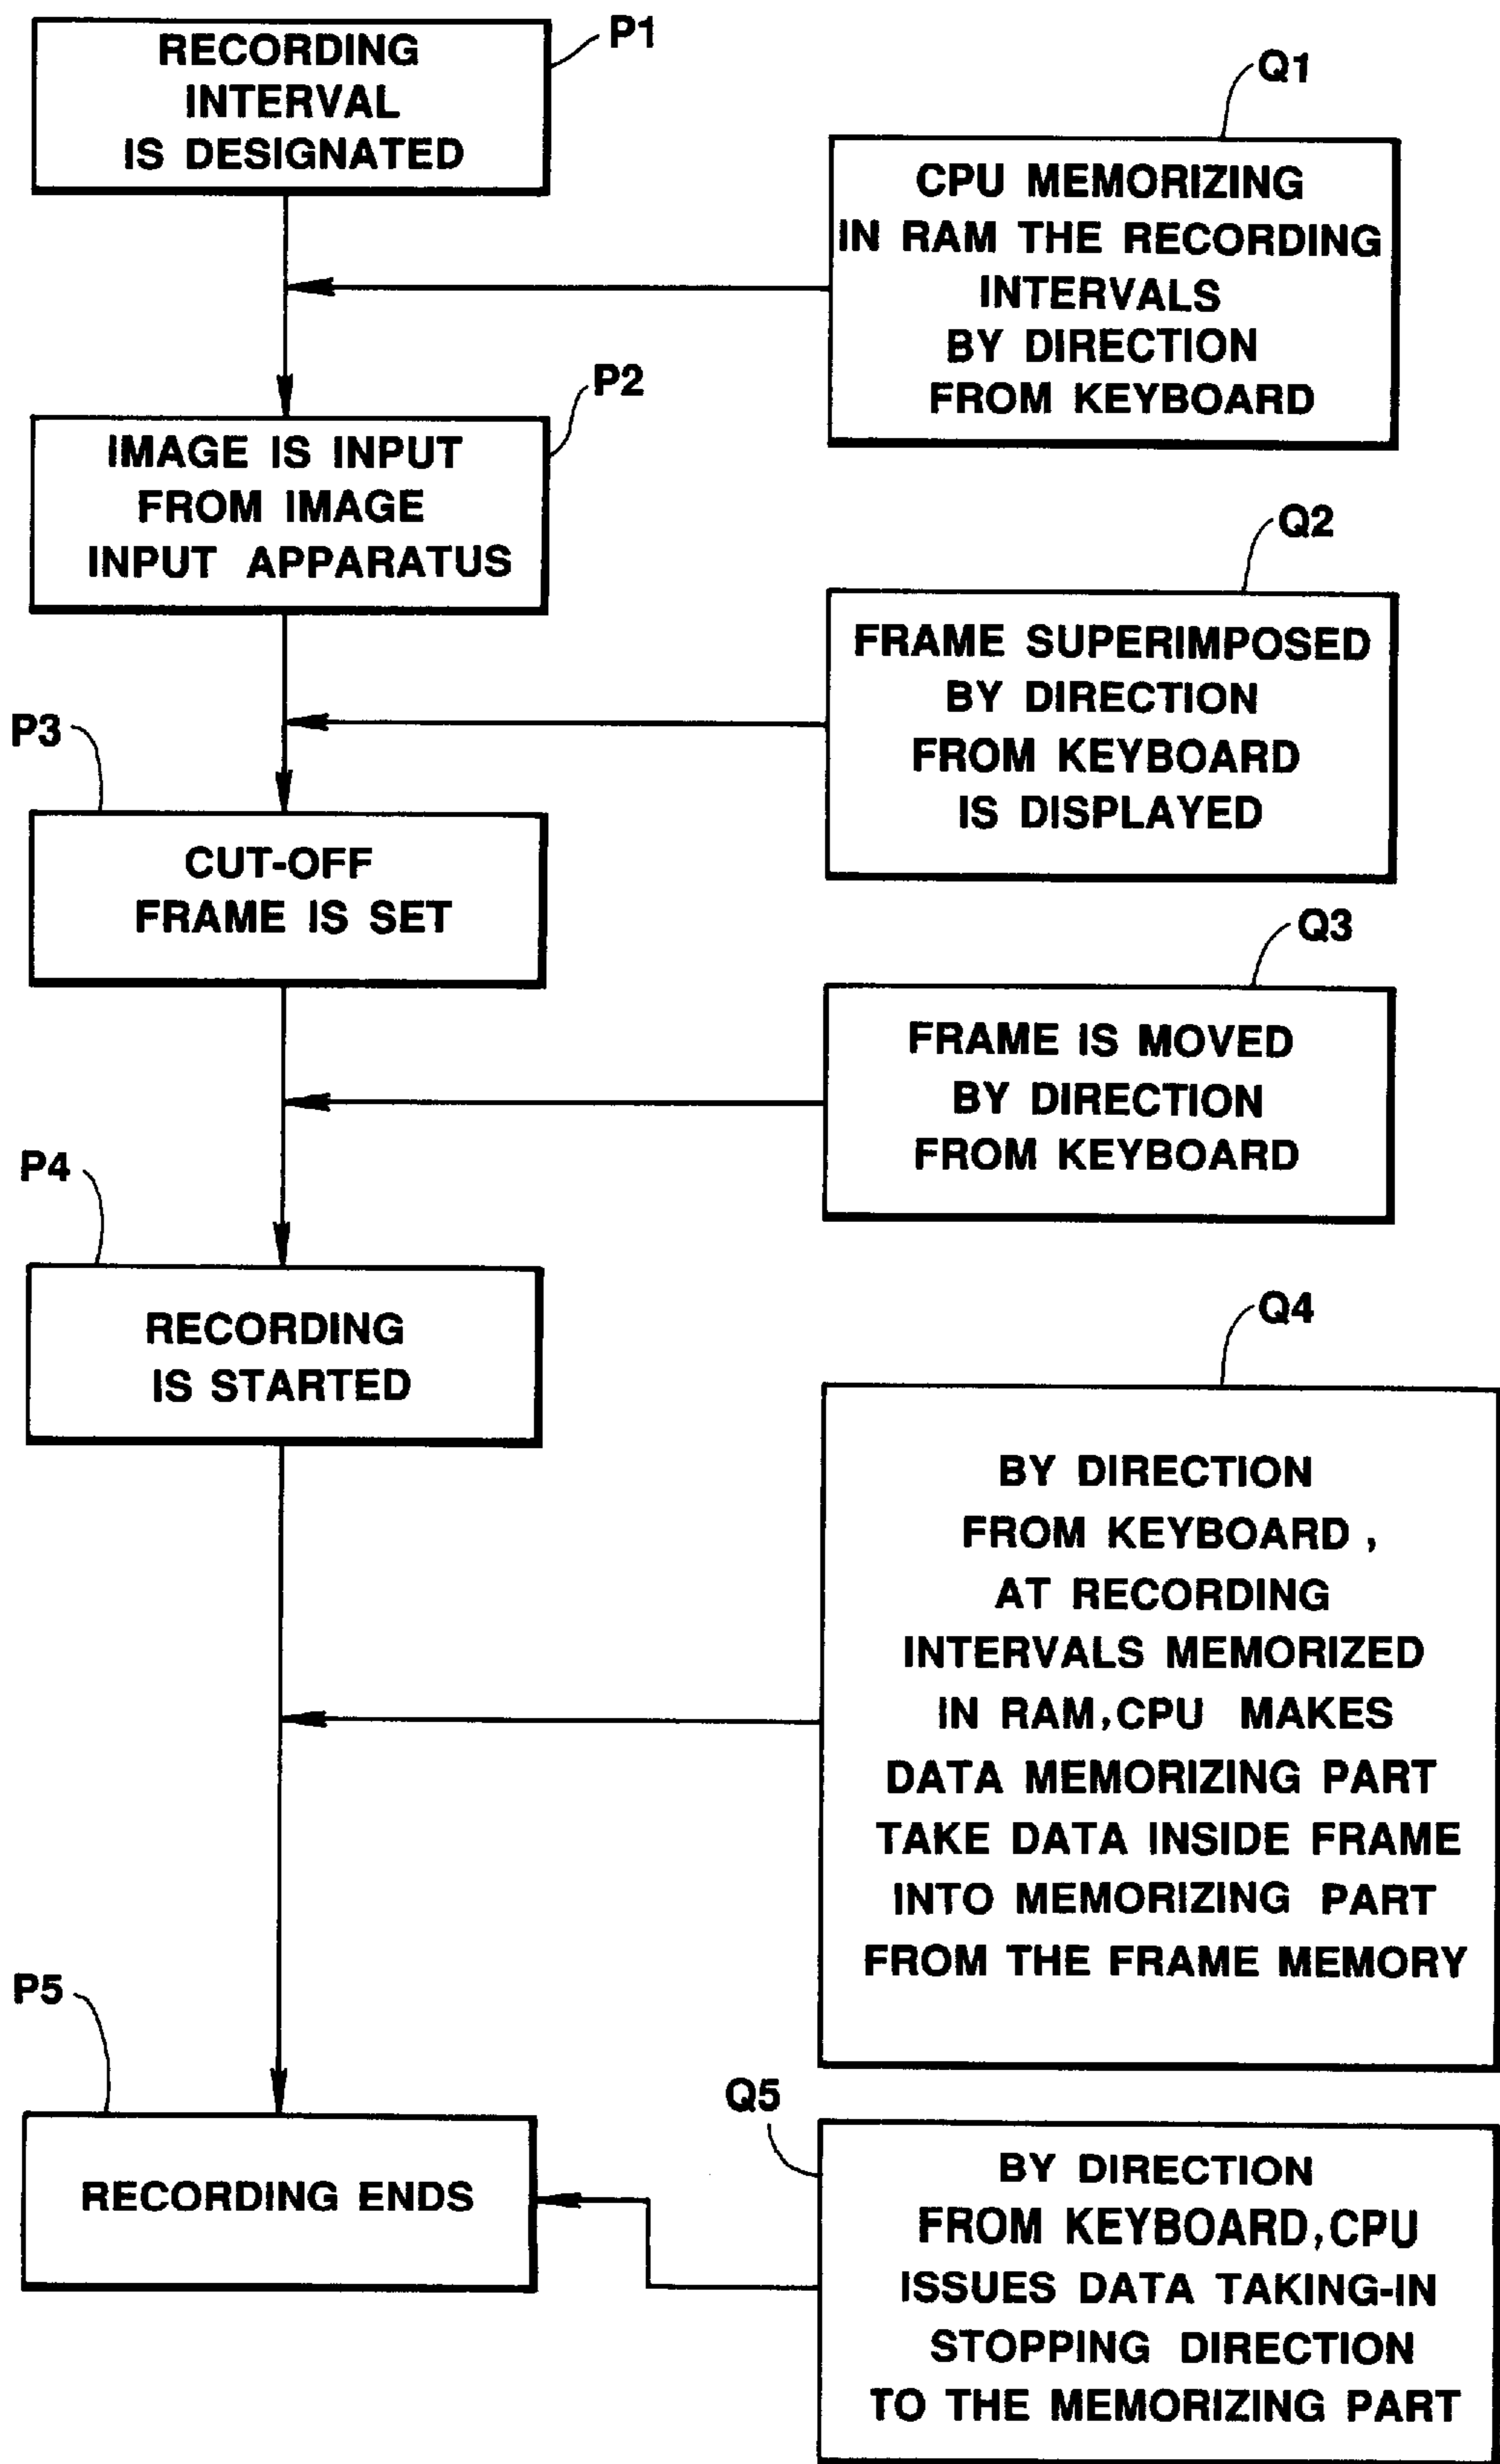 P1
RECORDING
INTERVAL
IS DESIGNATED
Q1
CPU MEMORIZING
IN RAM THE RECORDING
INTERVALS
BY DIRECTION
FROM KEYBOARD
P2
IMAGE IS INPUT
FROM IMAGE
INPUT APPARATUS
Q2
FRAME SUPERIMPOSED
BY DIRECTION
FROM KEYBOARD
IS DISPLAYED
P3
CUT-OFF
FRAME IS SET
Q3
FRAME IS MOVED
BY DIRECTION
FROM KEYBOARD
P4
RECORDING
IS STARTED
Q4
BY DIRECTION
FROM KEYBOARD ,
AT RECORDING
INTERVALS MEMORIZED
IN RAM,CPU MAKES
DATA MEMORIZING PART
TAKE DATA INSIDE FRAME
INTO MEMORIZING PART
FROM THE FRAME MEMORY
P5
RECORDING ENDS
Q5
BY DIRECTION
FROM KEYBOARD,CPU
ISSUES DATA TAKING-IN
STOPPING DIRECTION
TO THE MEMORIZING PART